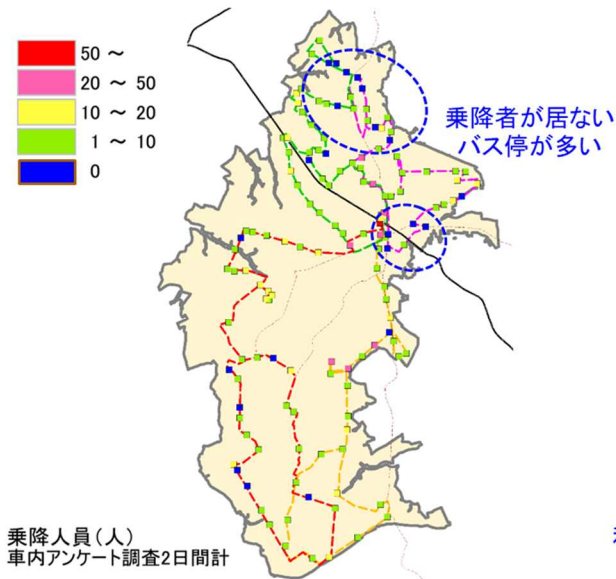 50 ～
20 ～ 50
10 ～ 20
1 ～ 10
0
乗降者が居ない
バス停が多い
乗降人員(人)
車内アンケート調査2日間計